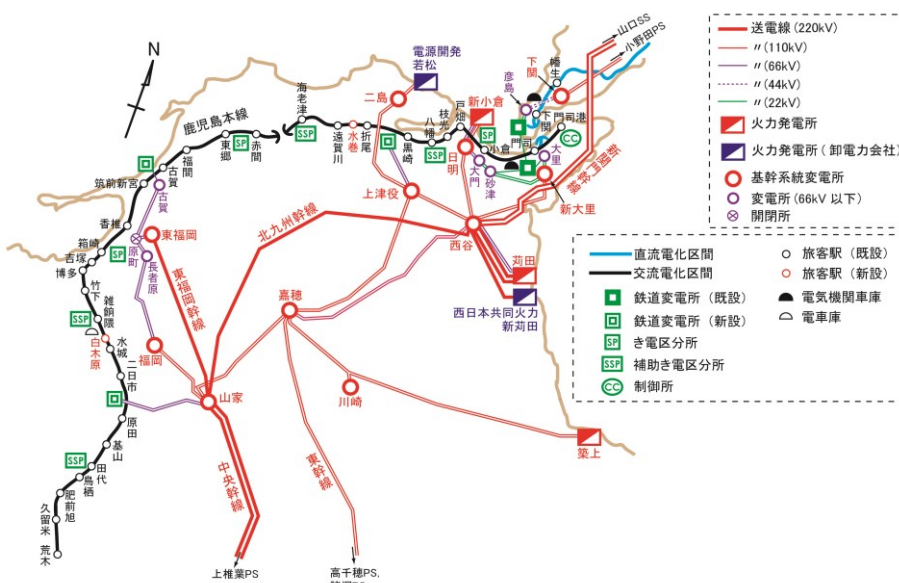 N
鹿児島本線
海老津
遠賀川
水巻
折尾
黒崎
八幡
枝光
戸畑
小倉
門司
門司港
下関
幡生
東郷
赤間
福間
古賀
筑前新宮
香椎
箱崎
吉塚
博多
竹下
雑餉隈
白木原
水城
二日市
原田
基山
田代
鳥栖
肥前旭
久留米
荒木
SP
SP
SP
SSP
SSP
SSP
SSP
CC
電源開発
若松
二島
新小倉
日明
大門
砂津
大里
新大里
彦島
下関
山口SS
小野田PS
新関門幹線
上津役
西谷
苅田
西日本共同火力
新苅田
北九州幹線
東福岡幹線
古賀
原町
東福岡
長者原
福岡
山家
嘉穂
川崎
築上
中央幹線
東幹線
上椎葉PS
高千穂PS,
送電線(220kV)
〃(110kV)
〃(66kV)
〃(44kV)
〃(22kV)
火力発電所
火力発電所(卸電力会社)
基幹系統変電所
変電所(66kV 以下)
開閉所
直流電化区間
交流電化区間
鉄道変電所(既設)
鉄道変電所(新設)
SP き電区分所
SSP 補助き電区分所
CC 制御所
旅客駅(既設)
旅客駅(新設)
電気機関車庫
電車庫